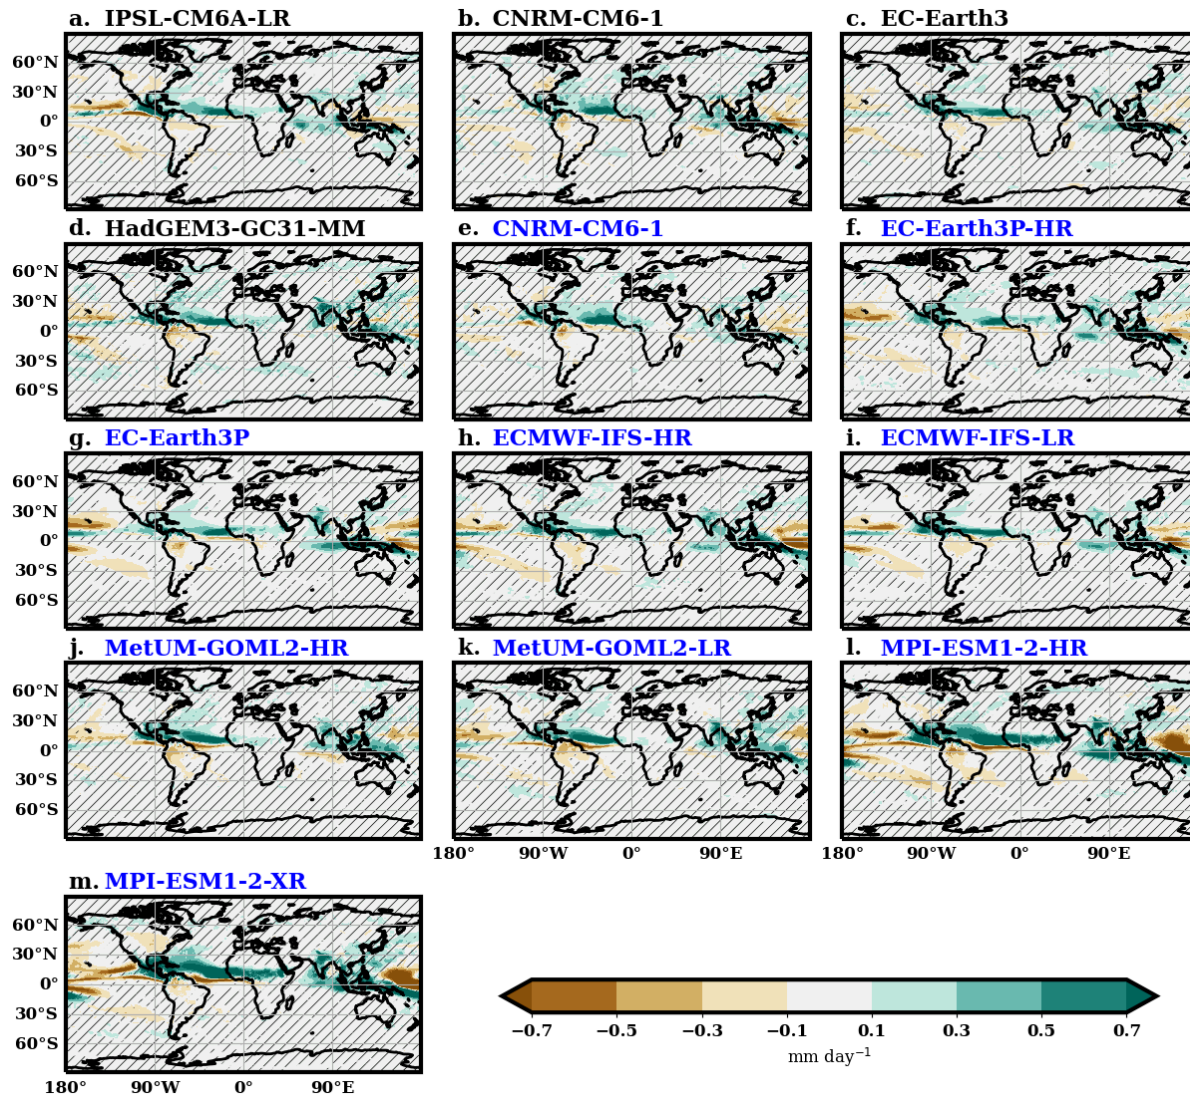 a. IPSL-CM6A-LR b. CNRM-CM6-1 c. EC-Earth3
60°N
30°N
0°
30°S
60°S
d. HadGEM3-GC31-MM e. CNRM-CM6-1 f. EC-Earth3P-HR
60°N
30°N
0°
30°S
60°S
g. EC-Earth3P h. ECMWF-IFS-HR i. ECMWF-IFS-LR
60°N
30°N
0°
30°S
60°S
j. MetUM-GOML2-HR k. MetUM-GOML2-LR l. MPI-ESM1-2-HR
60°N
30°N
0°
30°S
60°S
180° 90°W 0° 90°E 180° 90°W 0° 90°E
m. MPI-ESM1-2-XR
60°N
30°N
0°
30°S
60°S
180° 90°W 0° 90°E
−0.7 −0.5 −0.3 −0.1 0.1 0.3 0.5 0.7
mm day⁻¹